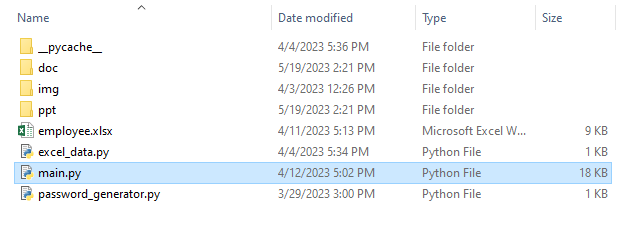 Name Date modified Type Size
__pycache__ 4/4/2023 5:36 PM File folder
doc 5/19/2023 2:21 PM File folder
img 4/3/2023 12:26 PM File folder
ppt 5/19/2023 2:21 PM File folder
employee.xlsx 4/11/2023 5:13 PM Microsoft Excel W... 9 KB
excel_data.py 4/4/2023 5:34 PM Python File 1 KB
main.py 4/12/2023 5:02 PM Python File 18 KB
password_generator.py 3/29/2023 3:00 PM Python File 1 KB